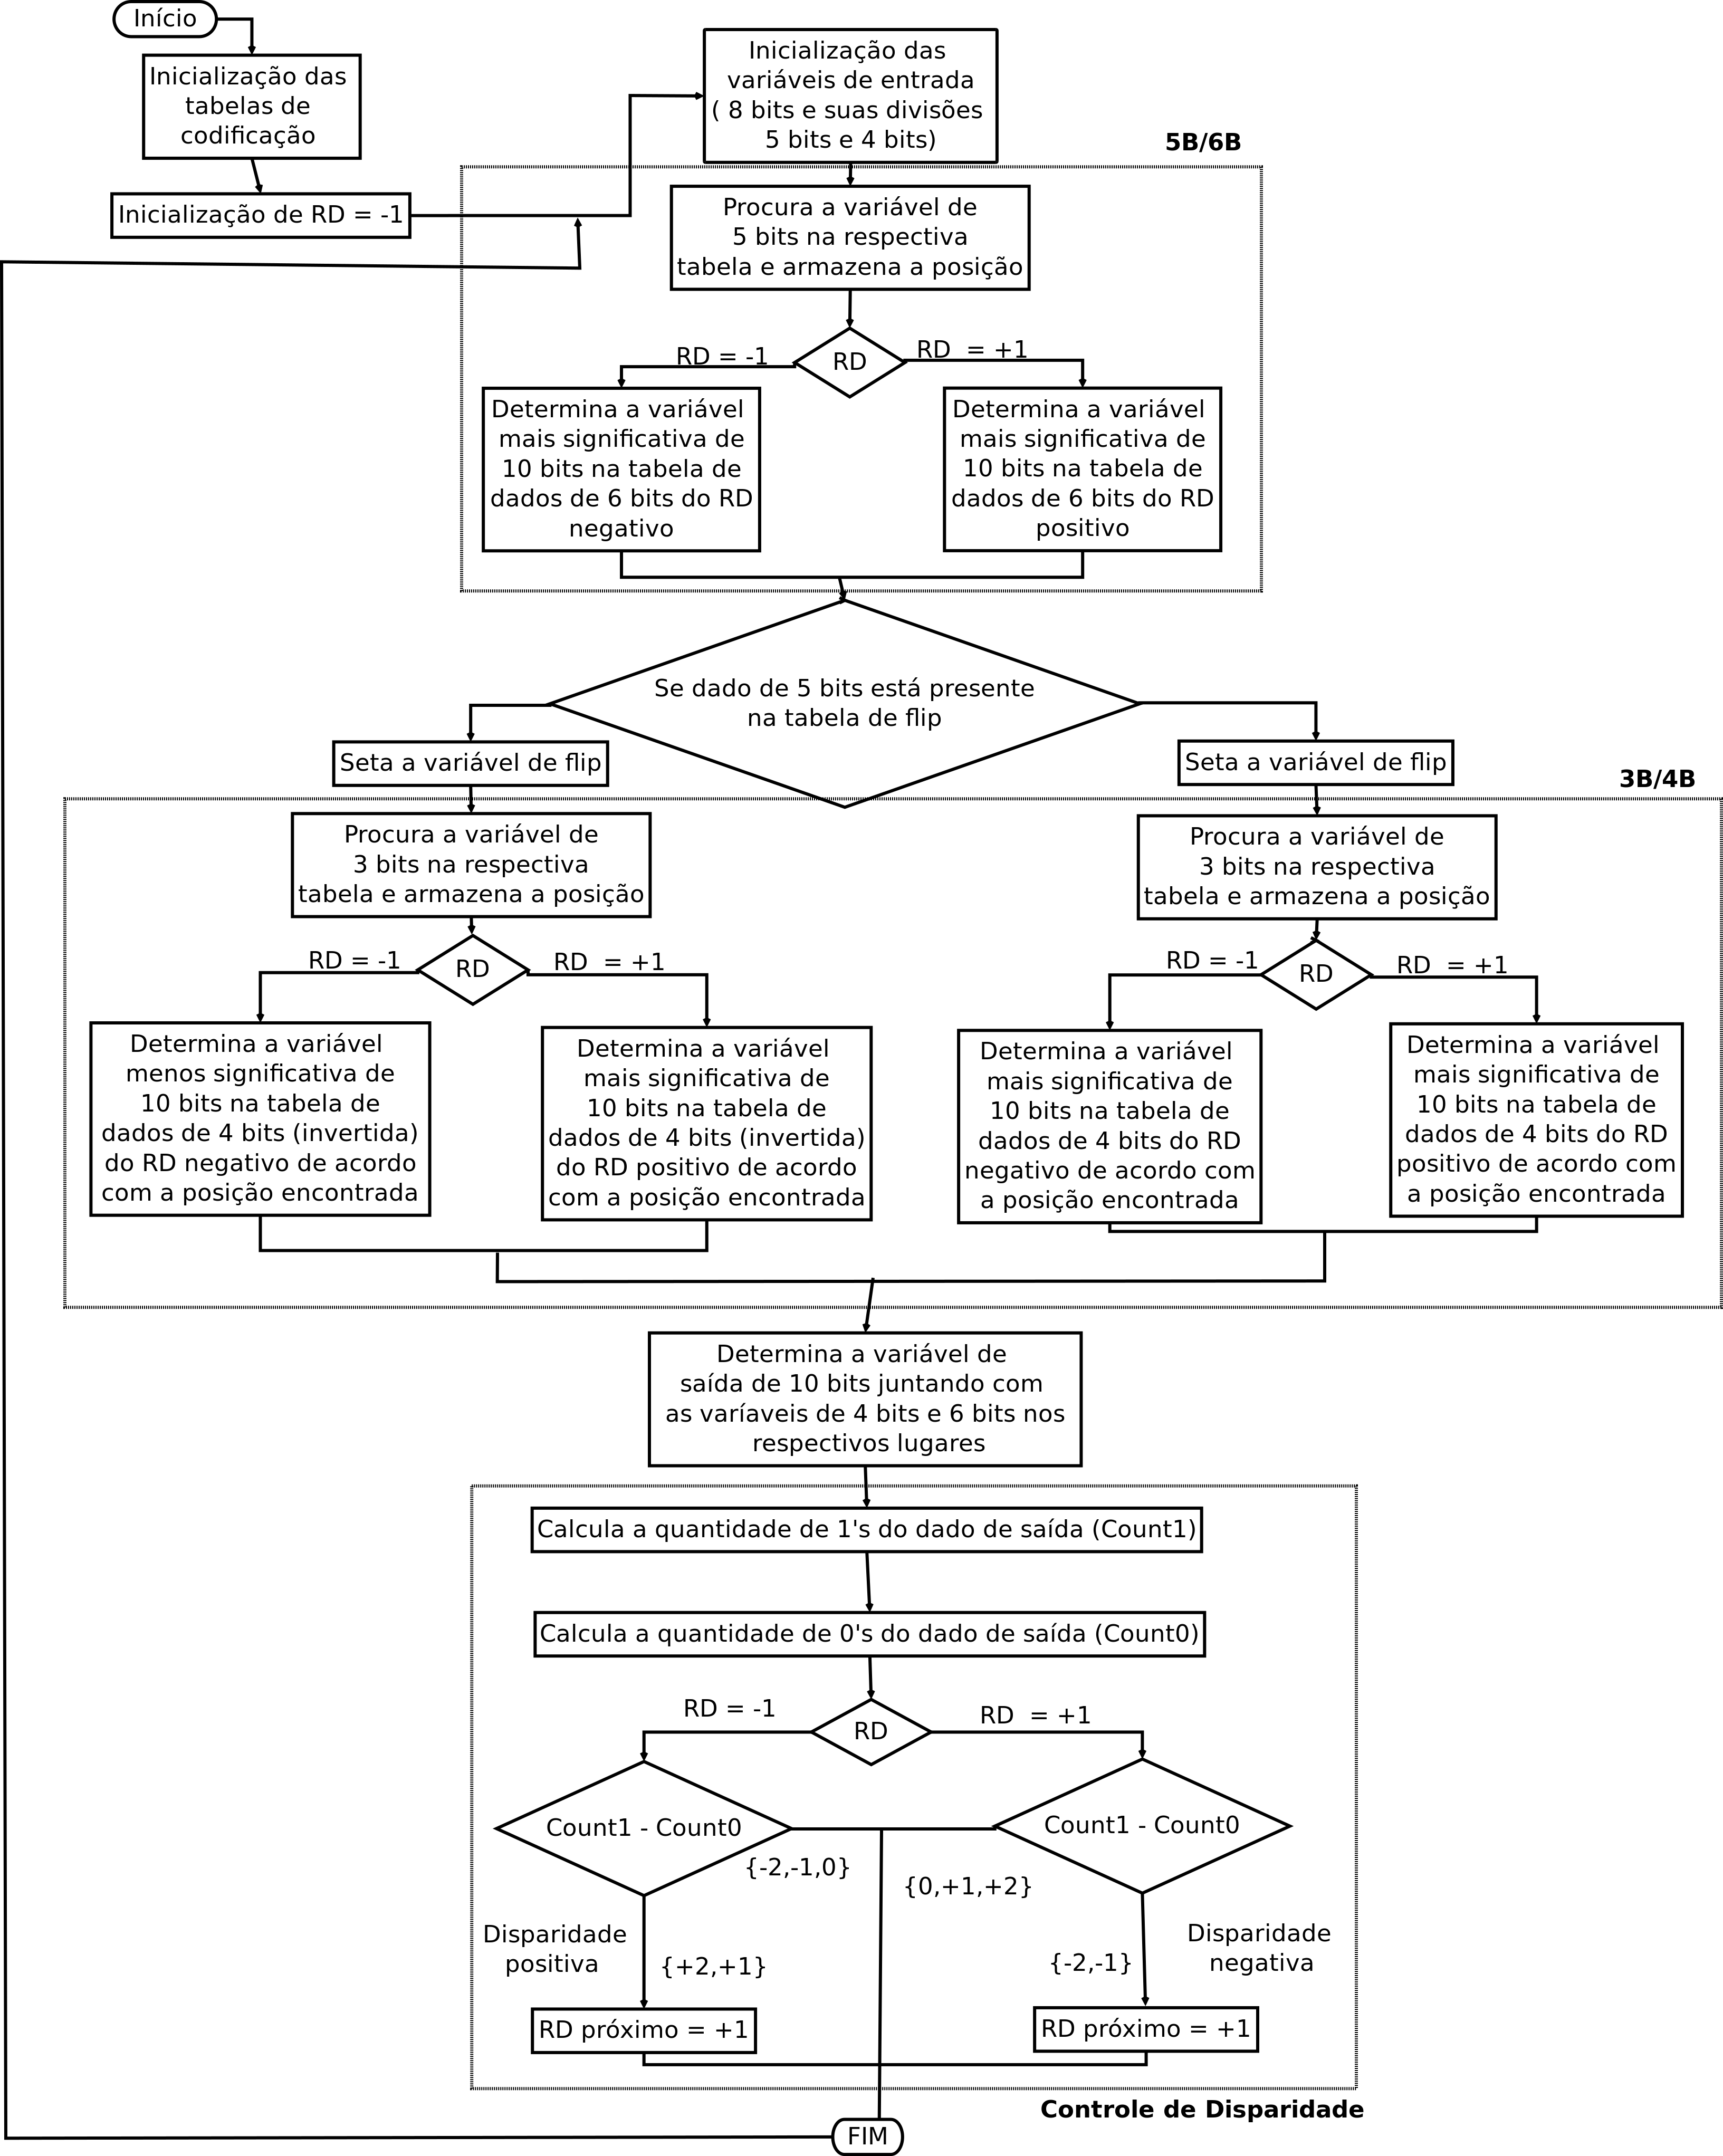 Início
Inicialização das
tabelas de
codificação
Inicialização de RD = -1
Inicialização das
variáveis de entrada
( 8 bits e suas divisões
5 bits e 4 bits)
5B/6B
Procura a variável de
5 bits na respectiva
tabela e armazena a posição
RD = -1
RD
RD = +1
Determina a variável
mais significativa de
10 bits na tabela de
dados de 6 bits do RD
negativo
Determina a variável
mais significativa de
10 bits na tabela de
dados de 6 bits do RD
positivo
Se dado de 5 bits está presente
na tabela de flip
Seta a variável de flip
Seta a variável de flip
3B/4B
Procura a variável de
3 bits na respectiva
tabela e armazena a posição
Procura a variável de
3 bits na respectiva
tabela e armazena a posição
RD = -1
RD
RD = +1
RD = -1
RD
RD = +1
Determina a variável
menos significativa de
10 bits na tabela de
dados de 4 bits (invertida)
do RD negativo de acordo
com a posição encontrada
Determina a variável
mais significativa de
10 bits na tabela de
dados de 4 bits (invertida)
do RD positivo de acordo
com a posição encontrada
Determina a variável
mais significativa de
10 bits na tabela de
dados de 4 bits do RD
negativo de acordo com
a posição encontrada
Determina a variável
mais significativa de
10 bits na tabela de
dados de 4 bits do RD
positivo de acordo com
a posição encontrada
Determina a variável de
saída de 10 bits juntando com
as varíaveis de 4 bits e 6 bits nos
respectivos lugares
Calcula a quantidade de 1's do dado de saída (Count1)
Calcula a quantidade de 0's do dado de saída (Count0)
RD = -1
RD
RD = +1
Count1 - Count0
Count1 - Count0
{-2,-1,0}
{0,+1,+2}
Disparidade
positiva
{+2,+1}
{-2,-1}
Disparidade
negativa
RD próximo = +1
RD próximo = +1
Controle de Disparidade
FIM